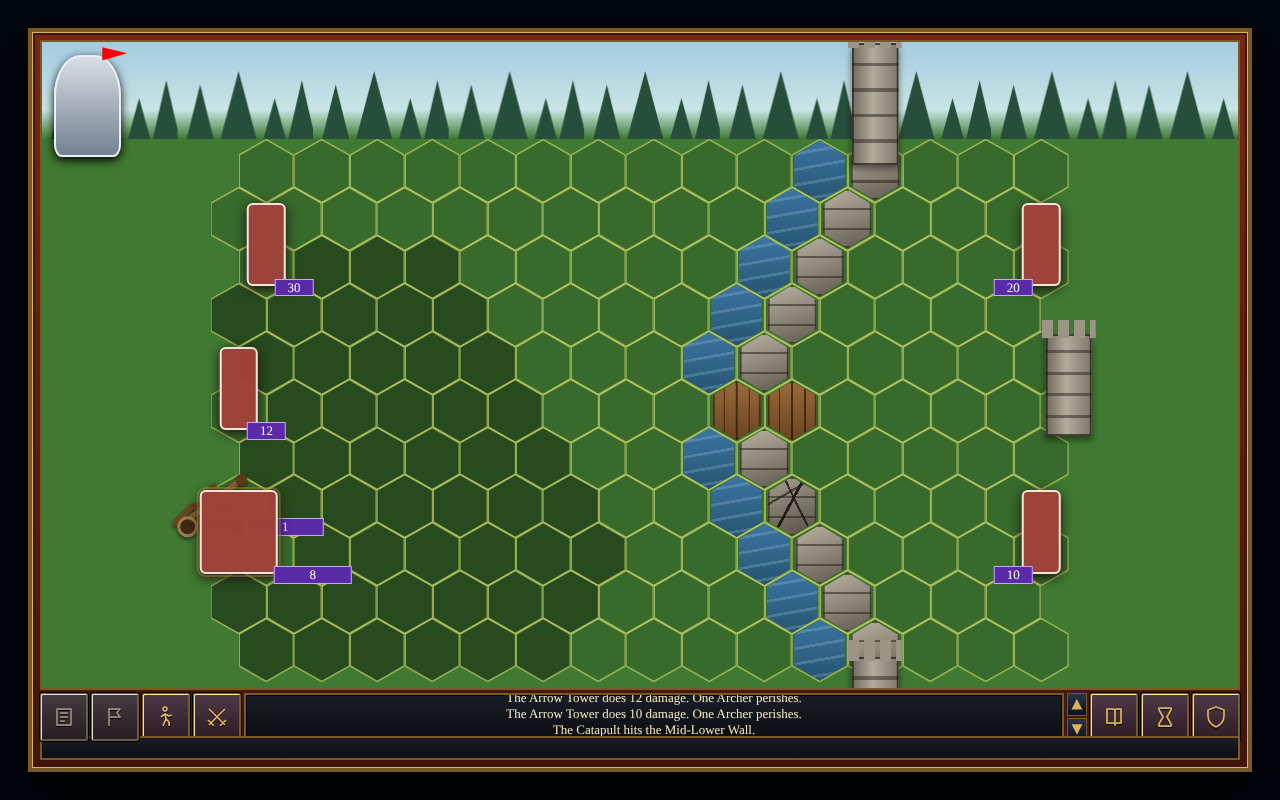 30
20
12
1
8
10
The Arrow Tower does 12 damage. One Archer perishes.
The Arrow Tower does 10 damage. One Archer perishes.
The Catapult hits the Mid-Lower Wall.